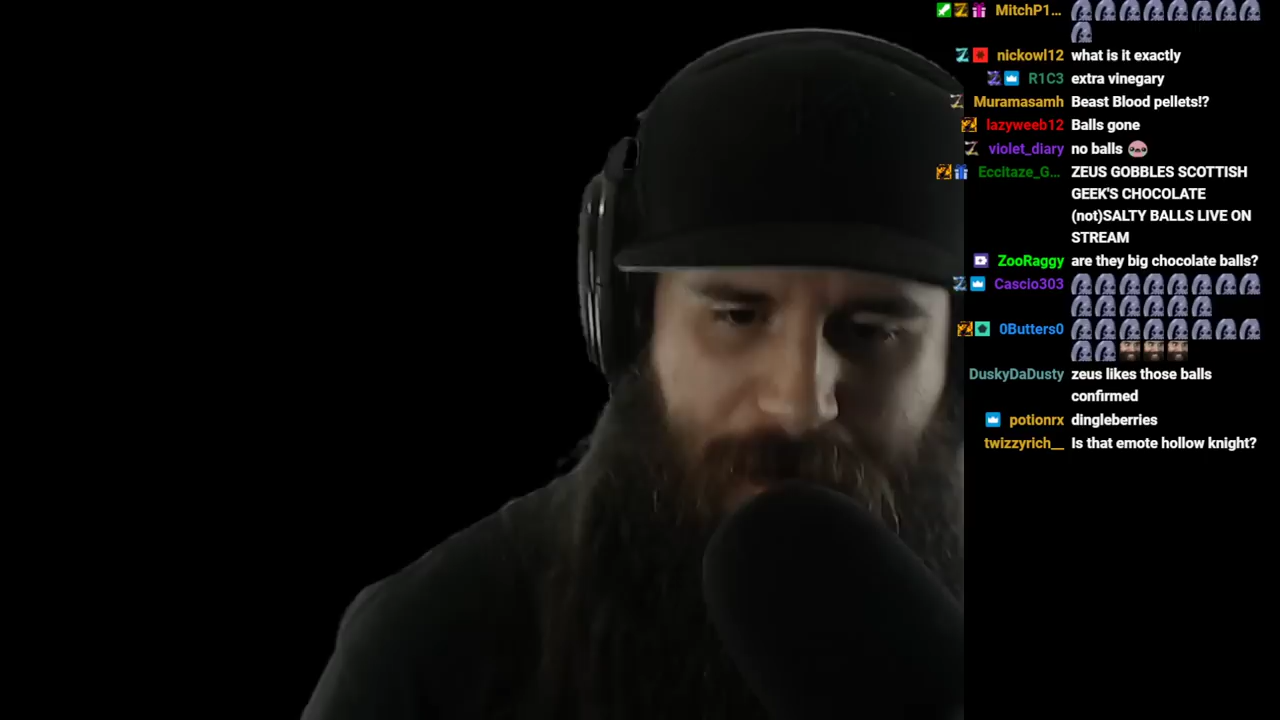 MitchP1...
nickowl12 what is it exactly
R1C3 extra vinegary
Muramasamh Beast Blood pellets!?
lazyweeb12 Balls gone
violet_diary no balls
Eccitaze_G... ZEUS GOBBLES SCOTTISH
GEEK'S CHOCOLATE
(not)SALTY BALLS LIVE ON
STREAM
ZooRaggy are they big chocolate balls?
Cascio303
0Butters0
DuskyDaDusty zeus likes those balls
confirmed
potionrx dingleberries
twizzyrich__ Is that emote hollow knight?